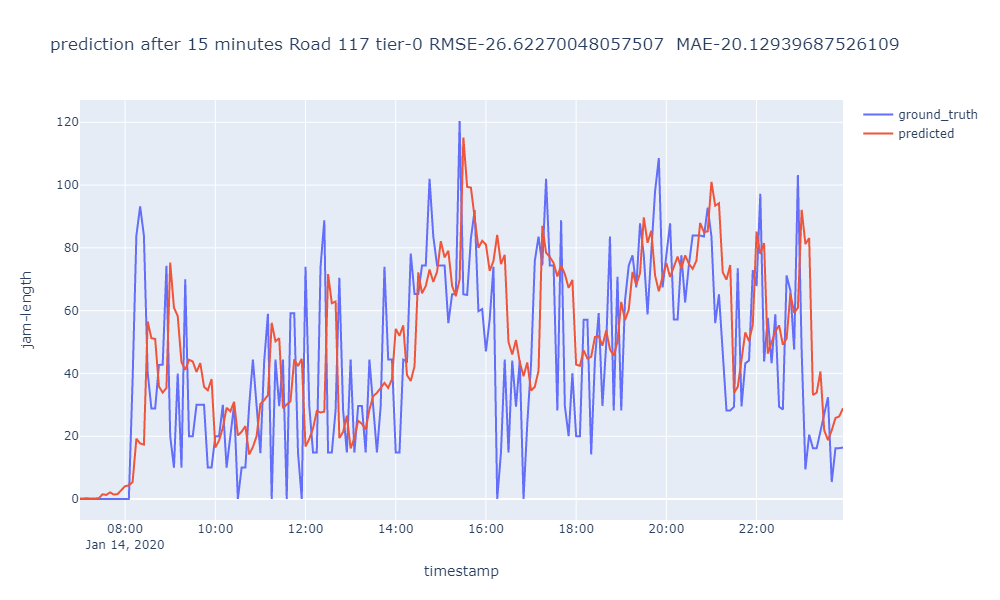 prediction after 15 minutes Road 117 tier-0 RMSE-26.62270048057507  MAE-20.12939687526109
ground_truth
predicted
jam-length
120
100
80
60
40
20
0
08:00 10:00 12:00 14:00 16:00 18:00 20:00 22:00
Jan 14, 2020
timestamp